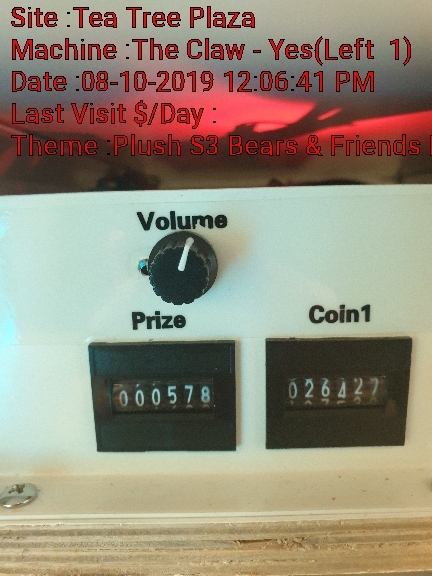 Site :Tea Tree Plaza
Machine :The Claw - Yes(Left 1)
Date :08-10-2019 12:06:41 PM
Last Visit $/Day :
Theme :Plush S3 Bears & Friends
Volume
Prize Coin1
000578 026427